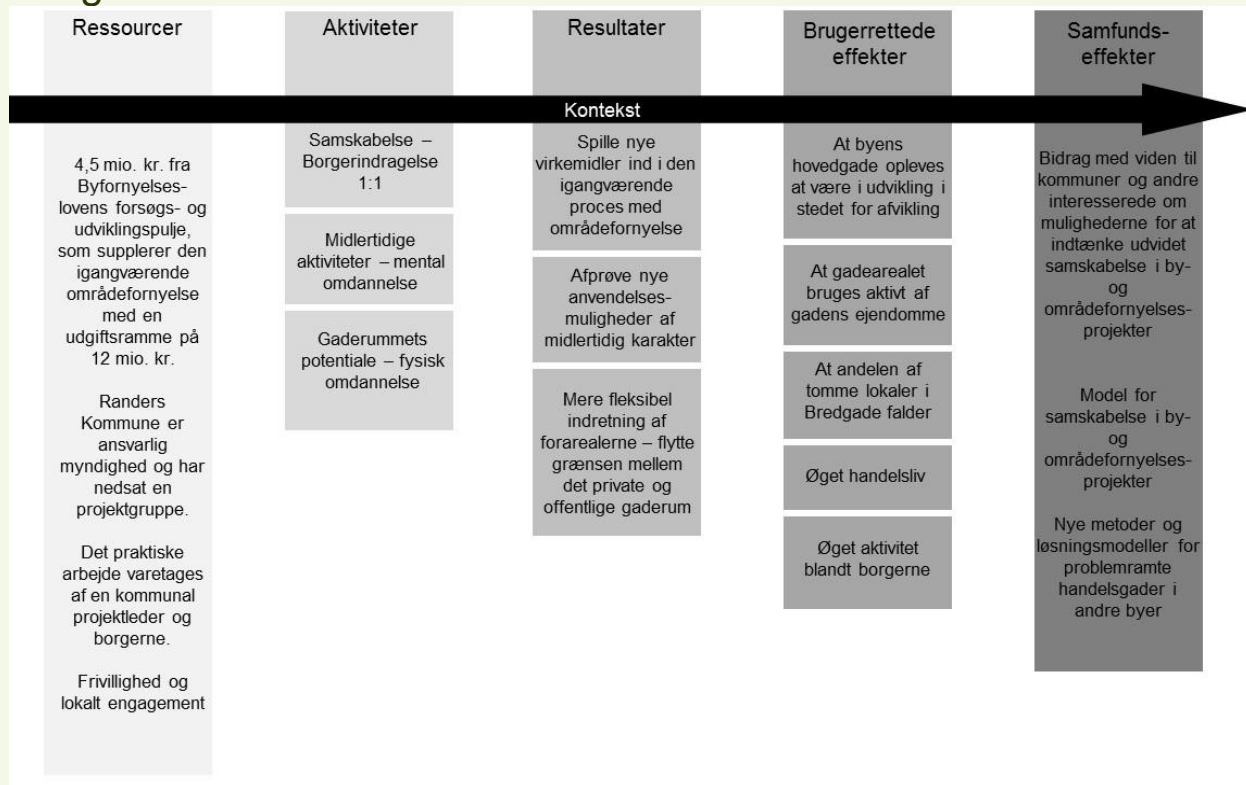 Ressourcer
Aktiviteter
Resultater
Brugerrettede
effekter
Samfunds-
effekter
Kontekst
4,5 mio. kr. fra
Byfornyelses-
lovens forsøgs- og
udviklingspulje,
som supplerer den
igangværende
områdefornyelse
med en
udgiftsramme på
12 mio. kr.
Randers
Kommune er
ansvarlig
myndighed og har
nedsat en
projektgruppe.
Det praktiske
arbejde varetages
af en kommunal
projektleder og
borgerne.
Frivillighed og
lokalt engagement
Samskabelse –
Borgerindragelse
1:1
Midlertidige
aktiviteter – mental
omdannelse
Gaderummets
potentiale – fysisk
omdannelse
Spille nye
virkemidler ind i den
igangværende
proces med
områdefornyelse
Afprøve nye
anvendelses-
muligheder af
midlertidig karakter
Mere fleksibel
indretning af
forarealerne – flytte
grænsen mellem
det private og
offentlige gaderum
At byens
hovedgade opleves
at være i udvikling i
stedet for afvikling
At gadearealet
bruges aktivt af
gadens ejendomme
At andelen af
tomme lokaler i
Bredgade falder
Øget handelsliv
Øget aktivitet
blandt borgerne
Bidrag med viden til
kommuner og andre
interesserede om
mulighederne for at
indtænke udvidet
samskabelse i by-
og
områdefornyelses-
projekter
Model for
samskabelse i by-
og
områdefornyelses-
projekter
Nye metoder og
løsningsmodeller for
problemramte
handelsgader i
andre byer